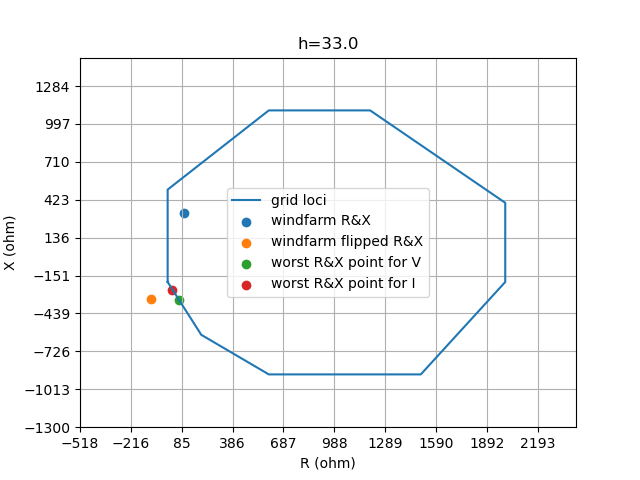 h=33.0
1284
997
710
423
136
−151
−439
−726
−1013
−1300
X (ohm)
grid loci
windfarm R&X
windfarm flipped R&X
worst R&X point for V
worst R&X point for I
−518 −216 85 386 687 988 1289 1590 1892 2193
R (ohm)